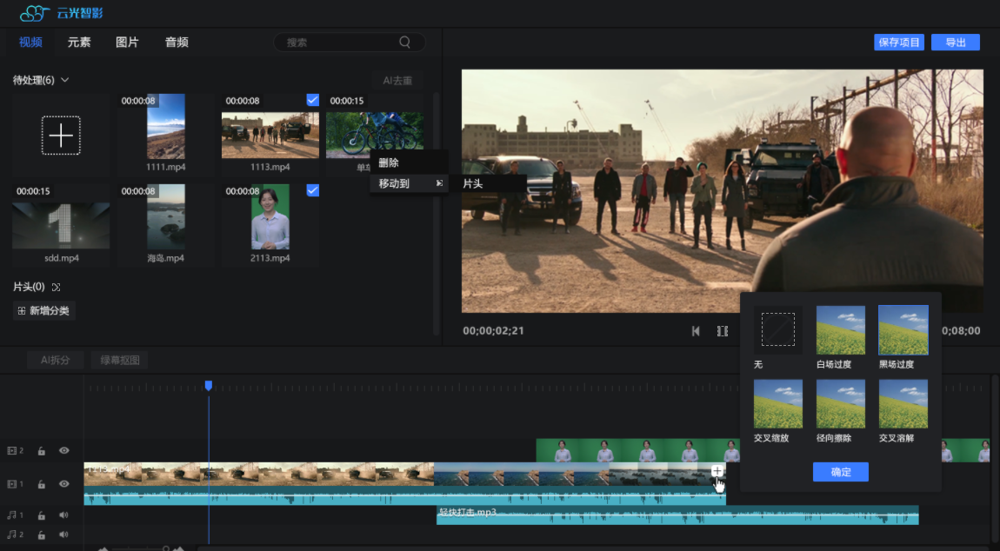 云光智影
视频 元素 图片 音频 搜索 保存项目 导出
待处理(6) AI去重
00:00:08 00:00:08 00:00:15
1111.mp4 1113.mp4 单车
删除
移动到 片头
00:00:15 00:00:08 00:00:08
sdd.mp4 海岛.mp4 2113.mp4
片头(0)
新增分类
00;00;02;21 0;08;00
无 白场过度 黑场过度
交叉缩放 径向擦除 交叉溶解
确定
AI拆分 绿幕抠图
2
1113.mp4
1
轻快打击.mp3
1
2